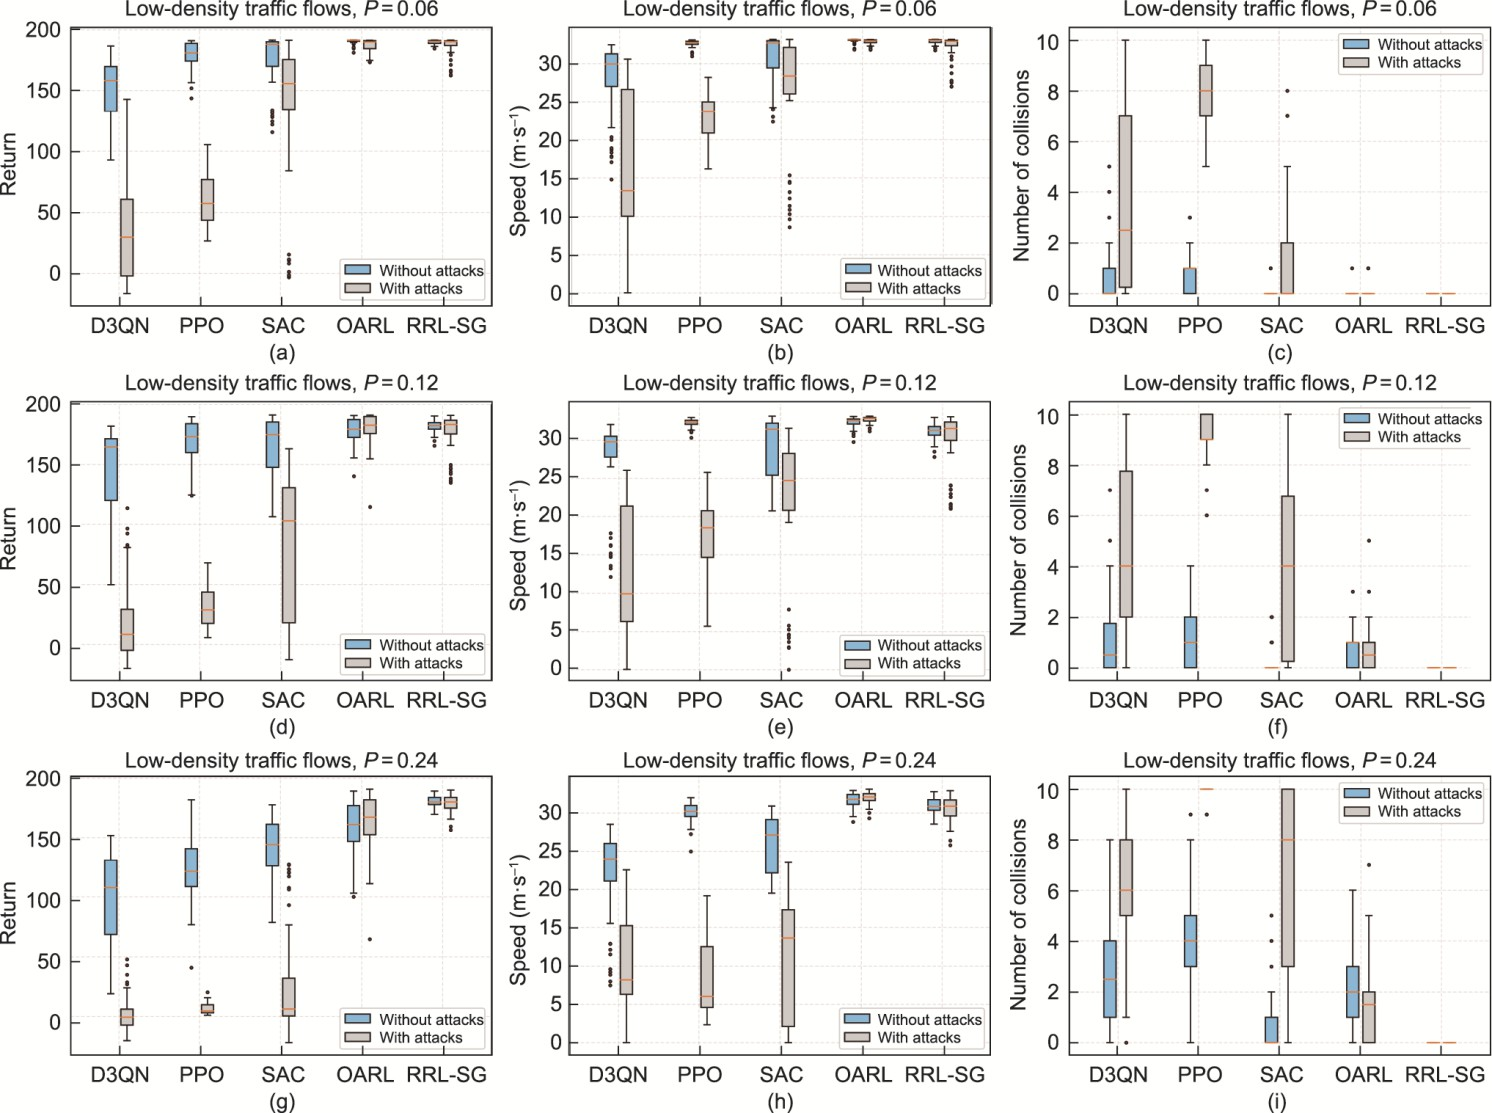 Low-density traffic flows, P = 0.06
Return
200
150
100
50
0
Without attacks
With attacks
D3QN PPO SAC OARL RRL-SG
(a)
Low-density traffic flows, P = 0.06
Speed (m·s⁻¹)
30
25
20
15
10
5
0
Without attacks
With attacks
D3QN PPO SAC OARL RRL-SG
(b)
Low-density traffic flows, P = 0.06
Number of collisions
10
8
6
4
2
0
Without attacks
With attacks
D3QN PPO SAC OARL RRL-SG
(c)
Low-density traffic flows, P = 0.12
Return
200
150
100
50
0
Without attacks
With attacks
D3QN PPO SAC OARL RRL-SG
(d)
Low-density traffic flows, P = 0.12
Speed (m·s⁻¹)
30
25
20
15
10
5
0
Without attacks
With attacks
D3QN PPO SAC OARL RRL-SG
(e)
Low-density traffic flows, P = 0.12
Number of collisions
10
8
6
4
2
0
Without attacks
With attacks
D3QN PPO SAC OARL RRL-SG
(f)
Low-density traffic flows, P = 0.24
Return
200
150
100
50
0
Without attacks
With attacks
D3QN PPO SAC OARL RRL-SG
(g)
Low-density traffic flows, P = 0.24
Speed (m·s⁻¹)
30
25
20
15
10
5
0
Without attacks
With attacks
D3QN PPO SAC OARL RRL-SG
(h)
Low-density traffic flows, P = 0.24
Number of collisions
10
8
6
4
2
0
Without attacks
With attacks
D3QN PPO SAC OARL RRL-SG
(i)